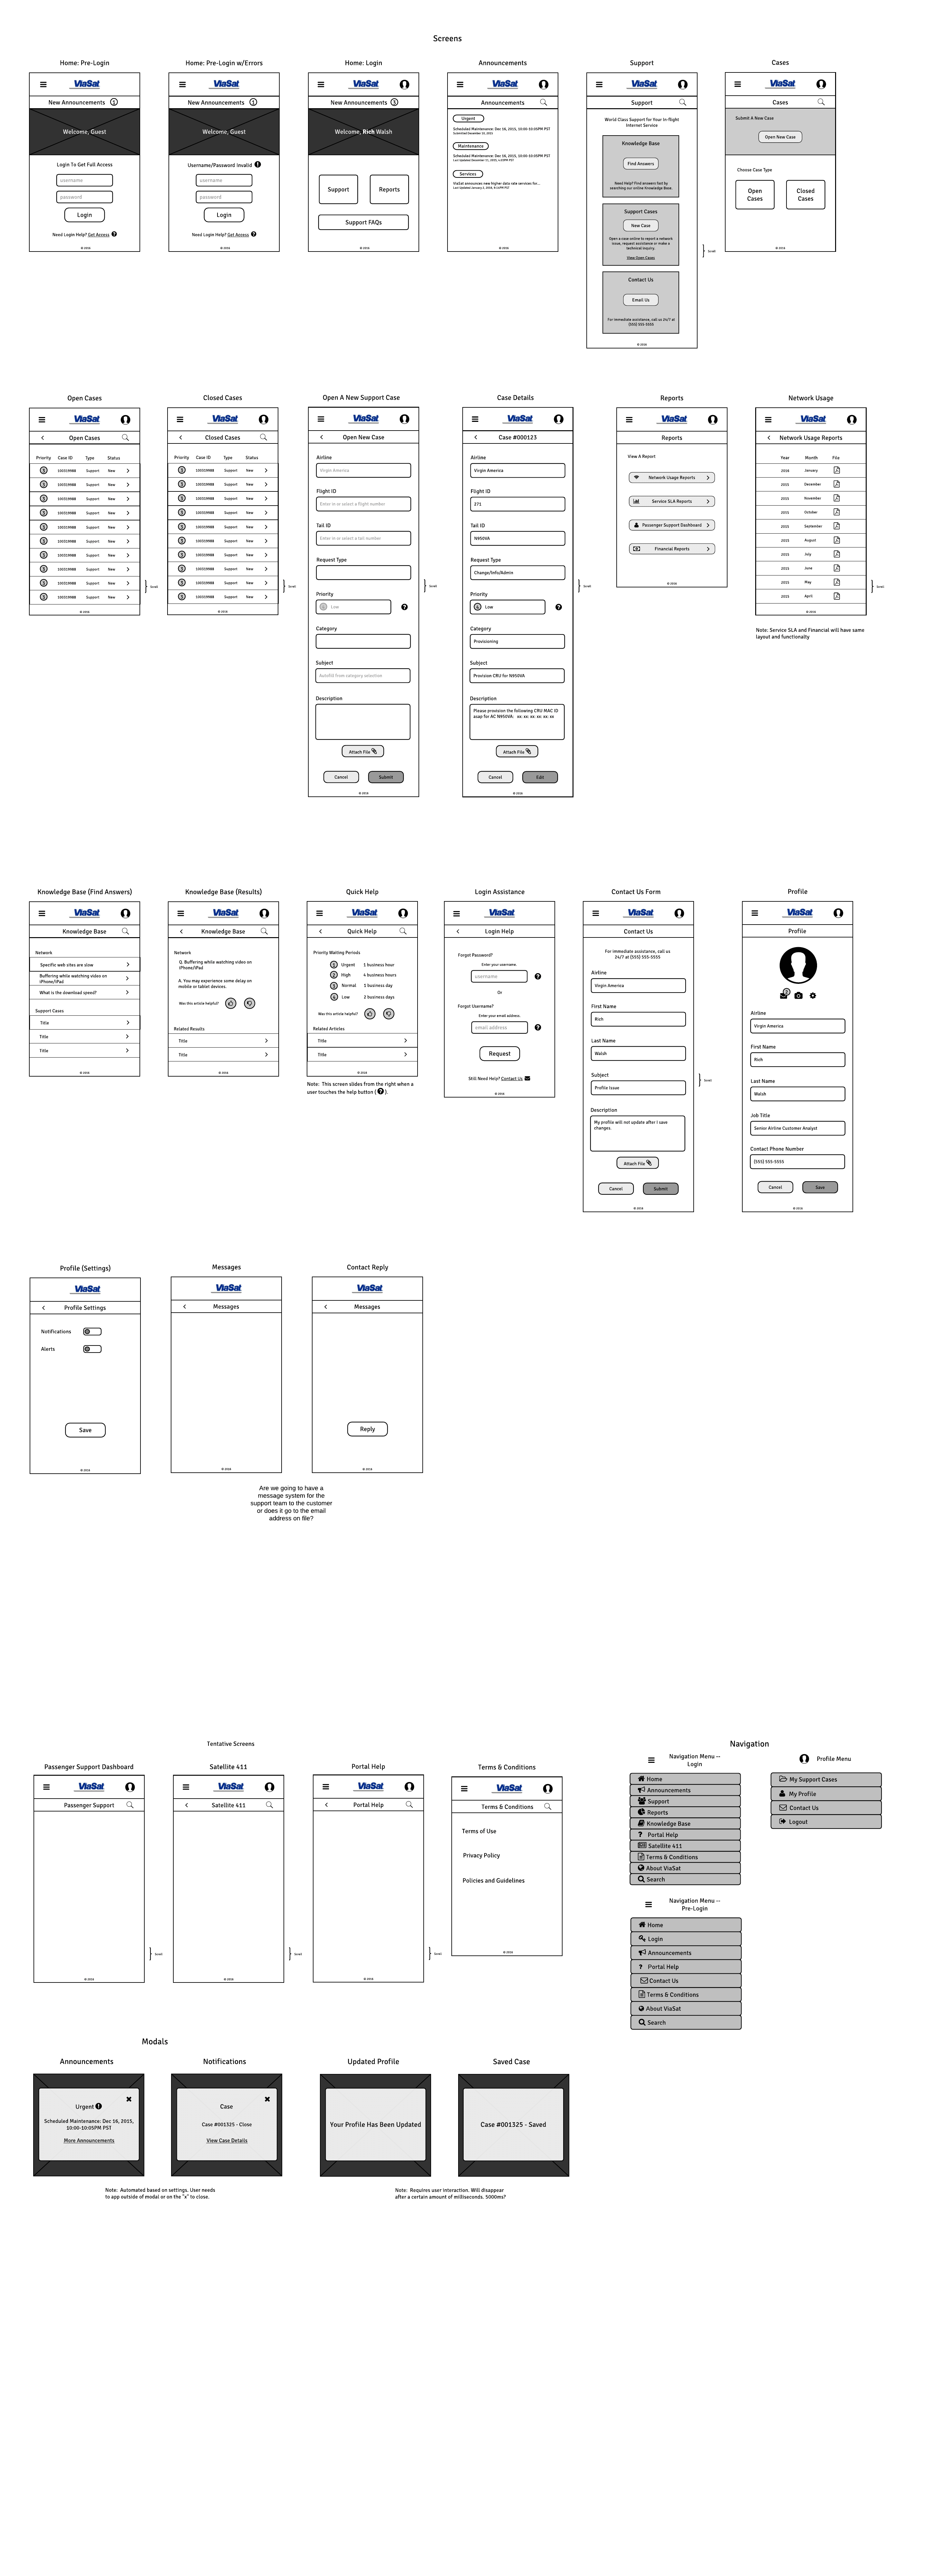 Screens
Home: Pre-Login
ViaSat
New Announcements 5
Welcome, Guest
Login To Get Full Access
username
password
Login
Need Login Help? Get Access ?
© 2016
Home: Pre-Login w/Errors
ViaSat
New Announcements
Welcome, Guest
Username/Password Invalid !
username
password
Login
Need Login Help? Get Access ?
© 2016
Home: Login
ViaSat
New Announcements
Welcome, Rich Walsh
Support
Reports
Support FAQs
© 2016
Announcements
ViaSat
Announcements
Urgent
Scheduled Maintenance: Dec 16, 2015, 10:00-10:05PM PST
Maintenance
Scheduled Maintenance: Dec 16, 2015, 10:00-10:05PM PST
Services
ViaSat announces new higher data rate services for...
© 2016
Support
ViaSat
Support
World Class Support for Your In-flight
Internet Service
Knowledge Base
Find Answers
Need Help? Find answers fast by
searching our online Knowledge Base.
Support Cases
New Case
Open a case online to report a network
issue, request assistance or make a
technical inquiry.
View Open Cases
Contact Us
Email Us
For immediate assistance, call us 24/7 at
(555) 555-5555
© 2016
Scroll
Cases
ViaSat
Cases
Submit A New Case
Open New Case
Choose Case Type
Open
Cases
Closed
Cases
© 2016
Open Cases
ViaSat
Open Cases
Priority Case ID Type Status
100319988 Support New
100319988 Support New
100319988 Support New
100319988 Support New
100319988 Support New
100319988 Support New
100319988 Support New
100319988 Support New
100319988 Support New
100319988 Support New
© 2016
Scroll
Closed Cases
ViaSat
Closed Cases
Priority Case ID Type Status
100319988 Support New
100319988 Support New
100319988 Support New
100319988 Support New
100319988 Support New
100319988 Support New
100319988 Support New
100319988 Support New
100319988 Support New
100319988 Support New
© 2016
Scroll
Open A New Support Case
ViaSat
Open New Case
Airline
Virgin America
Flight ID
Enter in or select a flight number
Tail ID
Enter in or select a tail number
Request Type
Priority
Low ?
Category
Subject
Autofill from category selection
Description
Attach File
Cancel
Submit
© 2016
Scroll
Case Details
ViaSat
Case #000123
Airline
Virgin America
Flight ID
271
Tail ID
N950VA
Request Type
Change/Info/Admin
Priority
4 Low ?
Category
Provisioning
Subject
Provision CRU for N950VA
Description
Please provision the following CRU MAC ID
asap for AC N950VA: xx: xx: xx: xx: xx: xx
Attach File
Cancel
Edit
© 2016
Scroll
Reports
ViaSat
Reports
View A Report
Network Usage Reports
Service SLA Reports
Passenger Support Dashboard
Financial Reports
© 2016
Network Usage
ViaSat
Network Usage Reports
Year Month File
2016 January
2015 December
2015 November
2015 October
2015 September
2015 August
2015 July
2015 June
2015 May
2015 April
© 2016
Scroll
Note: Service SLA and Financial will have same
layout and functionalty
Knowledge Base (Find Answers)
ViaSat
Knowledge Base
Network
Specific web sites are slow
Buffering while watching video on
iPhone/iPad
What is the download speed?
Support Cases
Title
Title
Title
© 2016
Knowledge Base (Results)
ViaSat
Knowledge Base
Network
Q. Buffering while watching video on
iPhone/iPad
A. You may experience some delay on
mobile or tablet devices.
Was this article helpful?
Related Results
Title
Title
© 2016
Quick Help
ViaSat
Quick Help
Priority Waiting Periods
1 Urgent 1 business hour
2 High 4 business hours
3 Normal 1 business day
4 Low 2 business days
Was this article helpful?
Related Articles
Title
Title
© 2016
Note: This screen slides from the right when a
user touches the help button ( ? ).
Login Assistance
ViaSat
Login Help
Forgot Password?
Enter your username.
username ?
Or
Forgot Username?
Enter your email address.
email address ?
Request
Still Need Help? Contact Us
© 2016
Contact Us Form
ViaSat
Contact Us
For immediate assistance, call us
24/7 at (555) 555-5555
Airline
Virgin America
First Name
Rich
Last Name
Walsh
Subject
Profile Issue
Description
My profile will not update after I save
changes.
Attach File
Cancel
Submit
© 2016
Scroll
Profile
ViaSat
Profile
Airline
Virgin America
First Name
Rich
Last Name
Walsh
Job Title
Senior Airline Customer Analyst
Contact Phone Number
(555) 555-5555
Cancel
Save
© 2016
Profile (Settings)
ViaSat
Profile Settings
Notifications
Alerts
Save
© 2016
Messages
ViaSat
Messages
© 2016
Contact Reply
ViaSat
Messages
Reply
© 2016
Are we going to have a
message system for the
support team to the customer
or does it go to the email
address on file?
Tentative Screens
Passenger Support Dashboard
ViaSat
Passenger Support
© 2016
Scroll
Satellite 411
ViaSat
Satellite 411
© 2016
Scroll
Portal Help
ViaSat
Portal Help
© 2016
Scroll
Terms & Conditions
ViaSat
Terms & Conditions
Terms of Use
Privacy Policy
Policies and Guidelines
© 2016
Navigation
Navigation Menu --
Login
Home
Announcements
Support
Reports
Knowledge Base
? Portal Help
Satellite 411
Terms & Conditions
About ViaSat
Search
Profile Menu
My Support Cases
My Profile
Contact Us
Logout
Navigation Menu --
Pre-Login
Home
Login
Announcements
? Portal Help
Contact Us
Terms & Conditions
About ViaSat
Search
Modals
Announcements
Urgent !
Scheduled Maintenance: Dec 16, 2015,
10:00-10:05PM PST
More Announcements
Notifications
Case
Case #001325 - Close
View Case Details
Note: Automated based on settings. User needs
to app outside of modal or on the "x" to close.
Updated Profile
Your Profile Has Been Updated
Saved Case
Case #001325 - Saved
Note: Requires user interaction. Will disappear
after a certain amount of milliseconds. 5000ms?